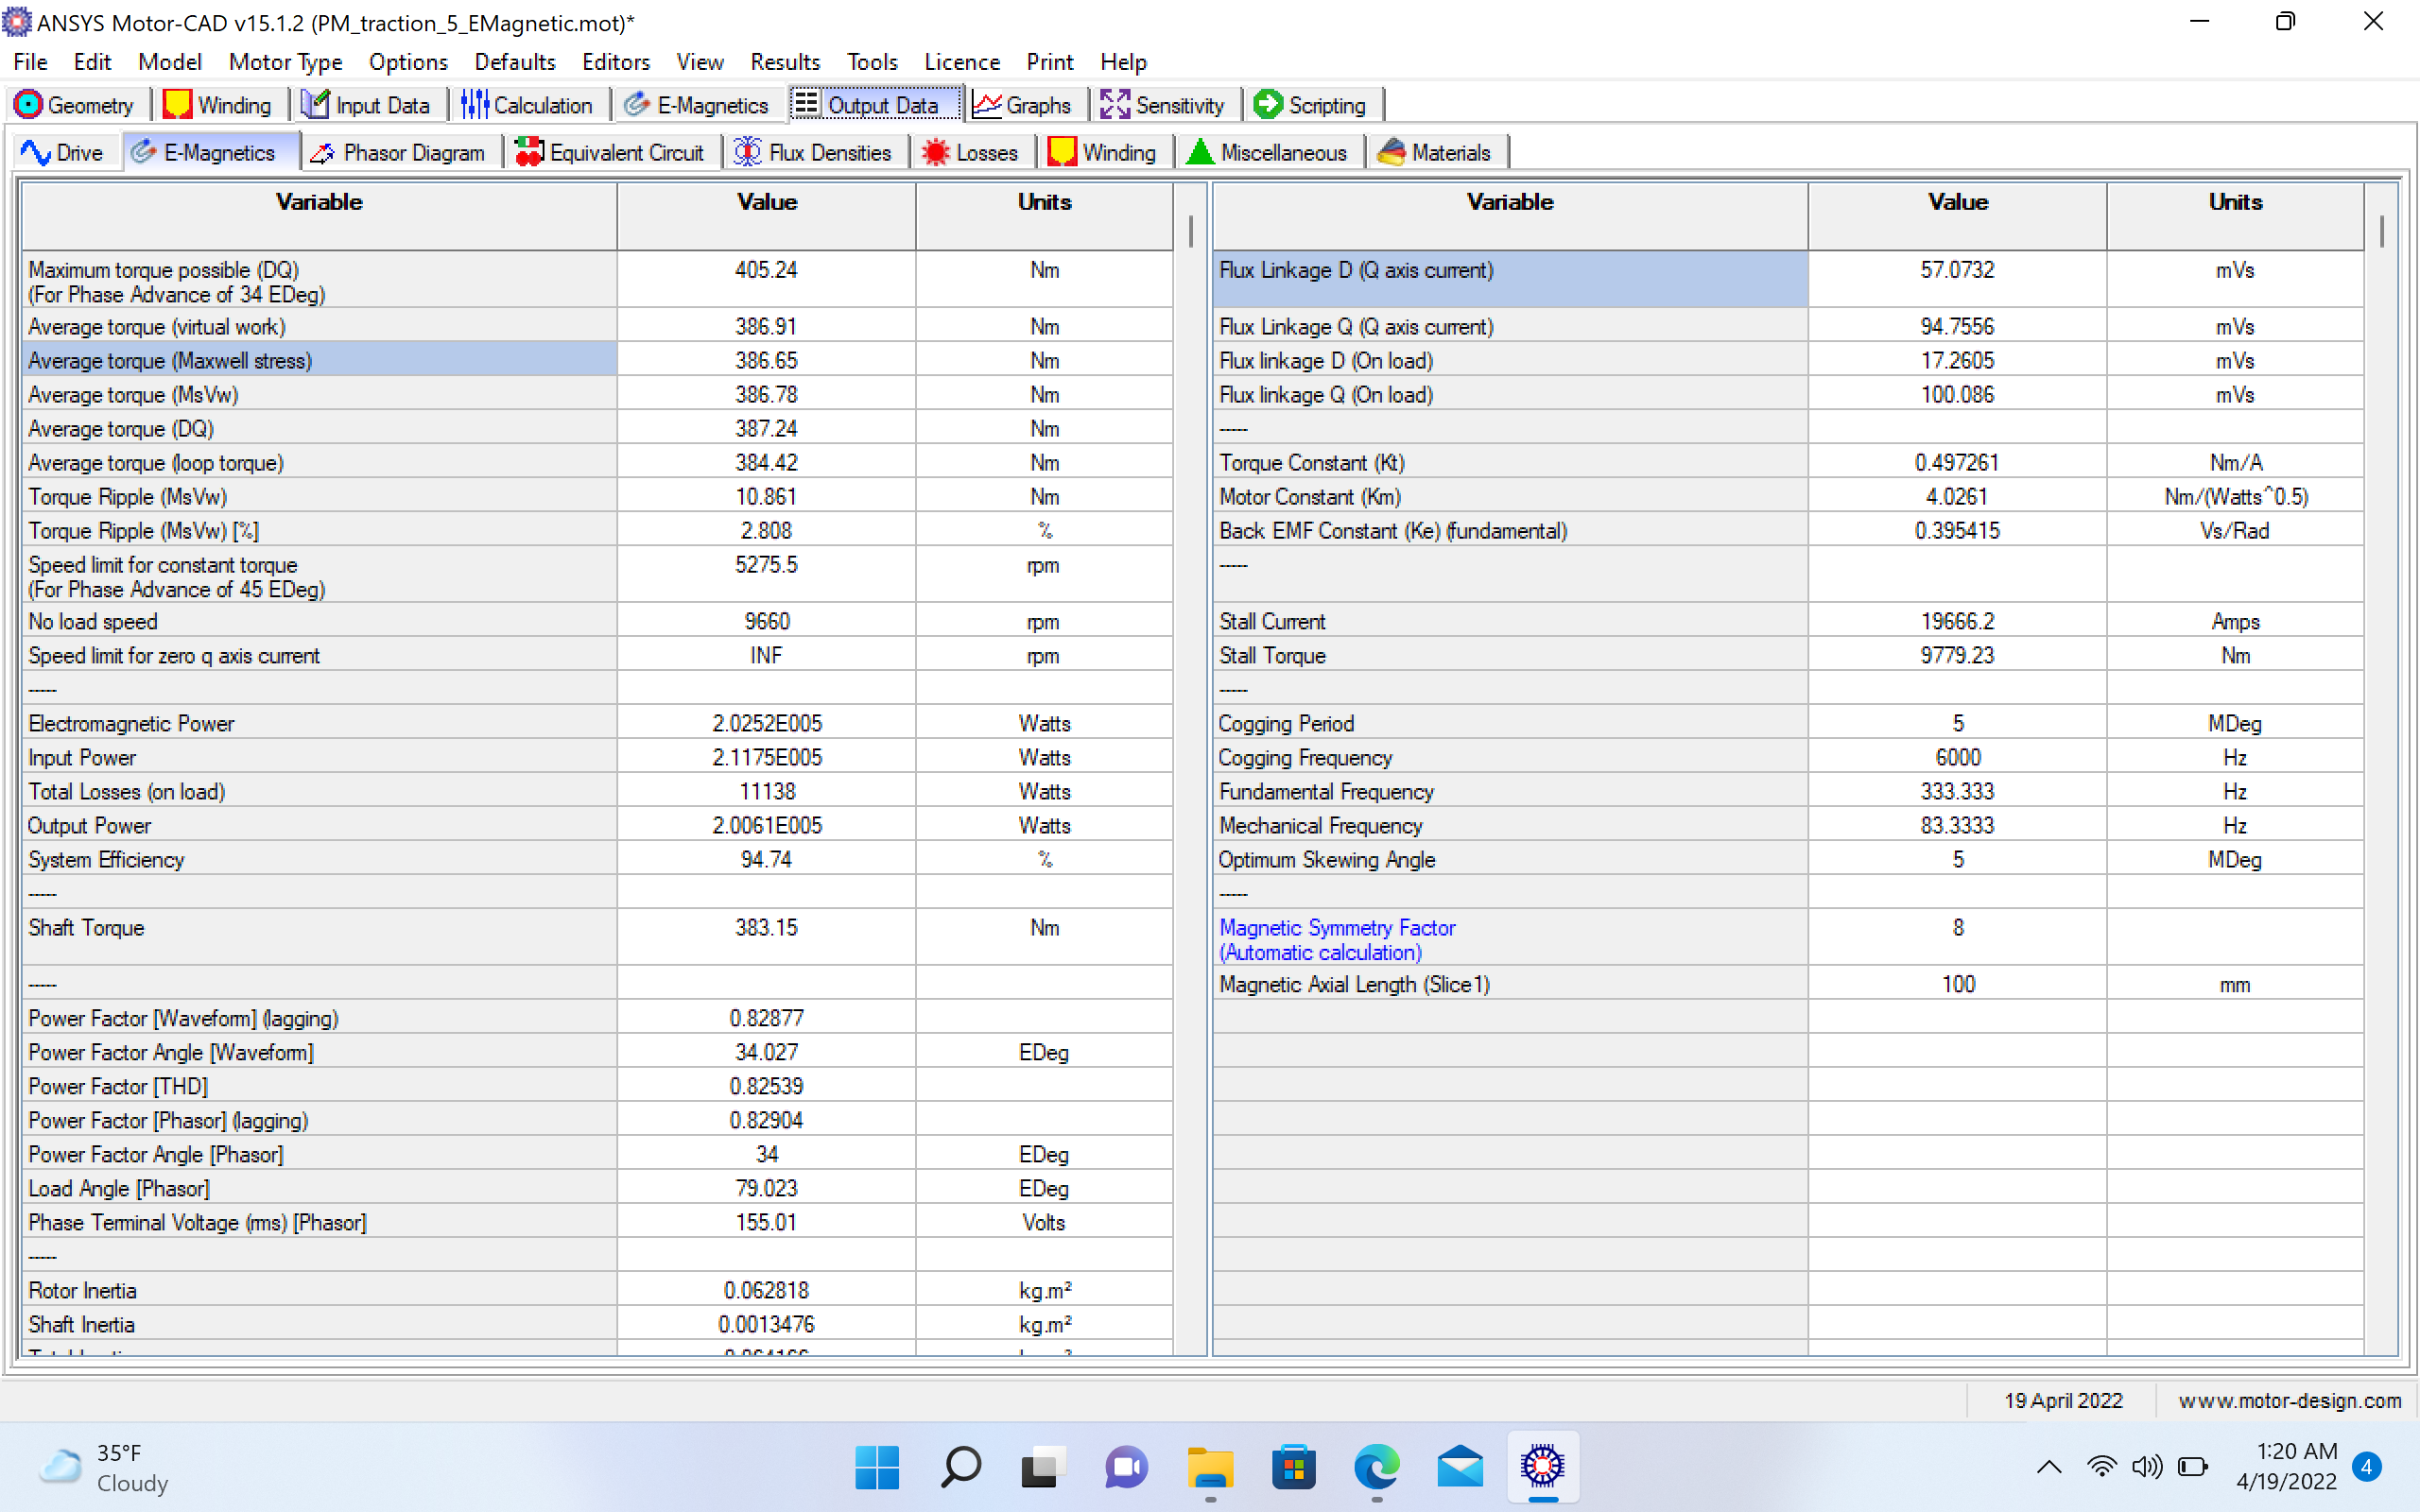 ANSYS Motor-CAD v15.1.2 (PM_traction_5_EMagnetic.mot)*
File Edit Model Motor Type Options Defaults Editors View Results Tools Licence Print Help
Geometry Winding Input Data Calculation E-Magnetics Output Data Graphs Sensitivity Scripting
Drive E-Magnetics Phasor Diagram Equivalent Circuit Flux Densities Losses Winding Miscellaneous Materials
Variable Value Units
Maximum torque possible (DQ) 405.24 Nm
(For Phase Advance of 34 EDeg)
Average torque (virtual work) 386.91 Nm
Average torque (Maxwell stress) 386.65 Nm
Average torque (MsVw) 386.78 Nm
Average torque (DQ) 387.24 Nm
Average torque (loop torque) 384.42 Nm
Torque Ripple (MsVw) 10.861 Nm
Torque Ripple (MsVw) [%] 2.808 %
Speed limit for constant torque 5275.5 rpm
(For Phase Advance of 45 EDeg)
No load speed 9660 rpm
Speed limit for zero q axis current INF rpm
-----
Electromagnetic Power 2.0252E005 Watts
Input Power 2.1175E005 Watts
Total Losses (on load) 11138 Watts
Output Power 2.0061E005 Watts
System Efficiency 94.74 %
-----
Shaft Torque 383.15 Nm
-----
Power Factor [Waveform] (lagging) 0.82877
Power Factor Angle [Waveform] 34.027 EDeg
Power Factor [THD] 0.82539
Power Factor [Phasor] (lagging) 0.82904
Power Factor Angle [Phasor] 34 EDeg
Load Angle [Phasor] 79.023 EDeg
Phase Terminal Voltage (rms) [Phasor] 155.01 Volts
-----
Rotor Inertia 0.062818 kg.m²
Shaft Inertia 0.0013476 kg.m²
Variable Value Units
Flux Linkage D (Q axis current) 57.0732 mVs
Flux Linkage Q (Q axis current) 94.7556 mVs
Flux linkage D (On load) 17.2605 mVs
Flux linkage Q (On load) 100.086 mVs
-----
Torque Constant (Kt) 0.497261 Nm/A
Motor Constant (Km) 4.0261 Nm/(Watts^0.5)
Back EMF Constant (Ke) (fundamental) 0.395415 Vs/Rad
-----
Stall Current 19666.2 Amps
Stall Torque 9779.23 Nm
-----
Cogging Period 5 MDeg
Cogging Frequency 6000 Hz
Fundamental Frequency 333.333 Hz
Mechanical Frequency 83.3333 Hz
Optimum Skewing Angle 5 MDeg
-----
Magnetic Symmetry Factor 8
(Automatic calculation)
Magnetic Axial Length (Slice1) 100 mm
19 April 2022 www.motor-design.com
35°F
Cloudy
1:20 AM
4/19/2022
4